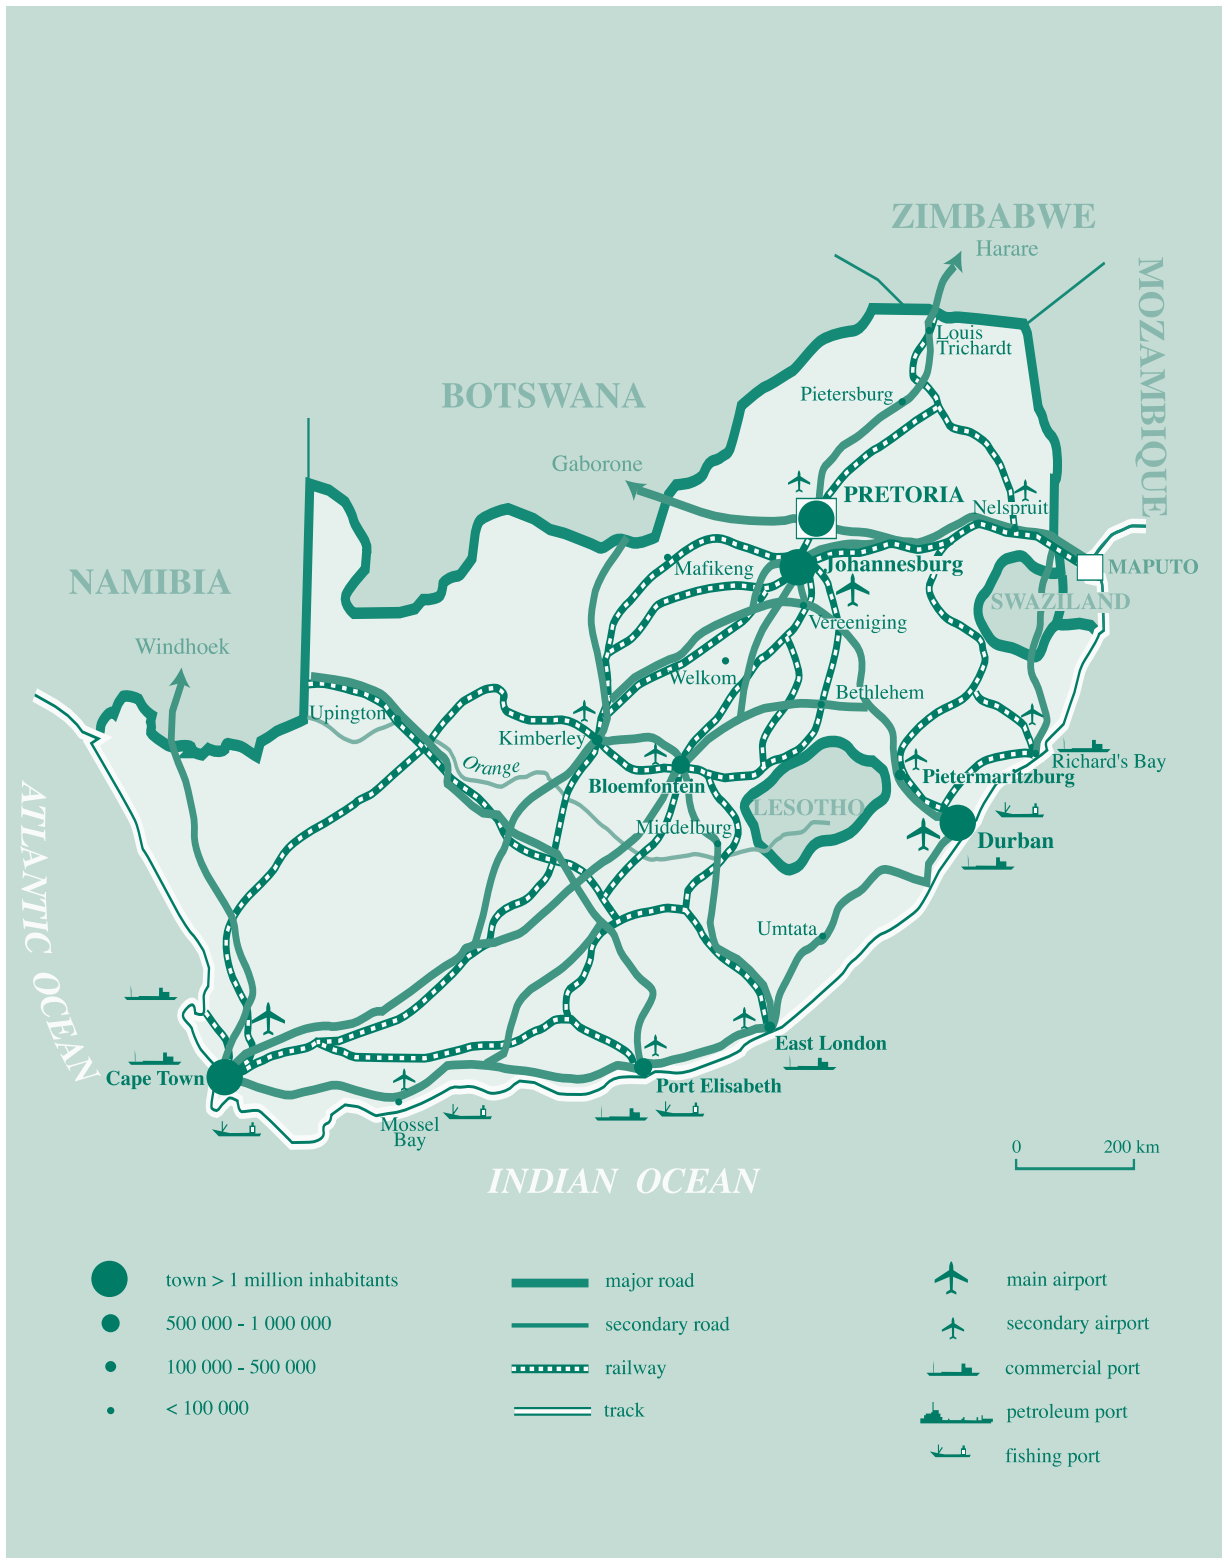 ZIMBABWE
Harare
MOZAMBIQUE
Louis
Trichardt
BOTSWANA
Pietersburg
Gaborone
PRETORIA
Nelspruit
Mafikeng
Johannesburg
MAPUTO
NAMIBIA
SWAZILAND
Vereeniging
Windhoek
Welkom
Bethlehem
Upington
Kimberley
Orange
Richard's Bay
Pietermaritzburg
Bloemfontein
LESOTHO
Middelburg
Durban
ATLANTIC OCEAN
Umtata
East London
Cape Town
Port Elisabeth
Mossel
Bay
0 200 km
INDIAN OCEAN
town > 1 million inhabitants
500 000 - 1 000 000
100 000 - 500 000
< 100 000
major road
secondary road
railway
track
main airport
secondary airport
commercial port
petroleum port
fishing port